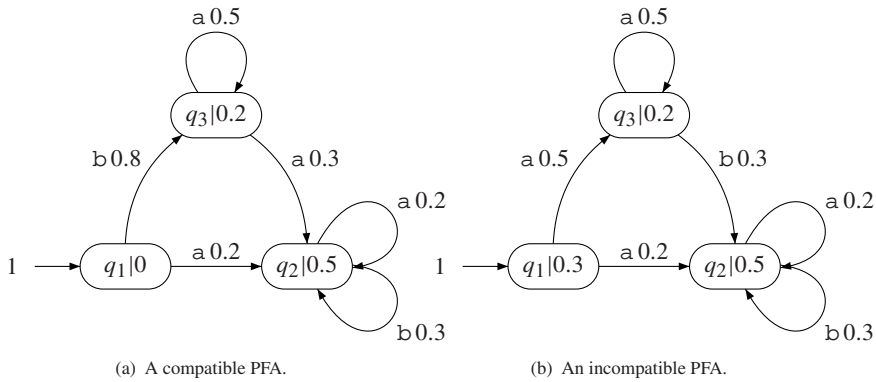 a 0.5
a 0.5
q3|0.2
q3|0.2
b 0.8
a 0.3
a 0.5
b 0.3
a 0.2
a 0.2
1
q1|0
a 0.2
q2|0.5
1
q1|0.3
a 0.2
q2|0.5
b 0.3
b 0.3
(a) A compatible PFA.
(b) An incompatible PFA.